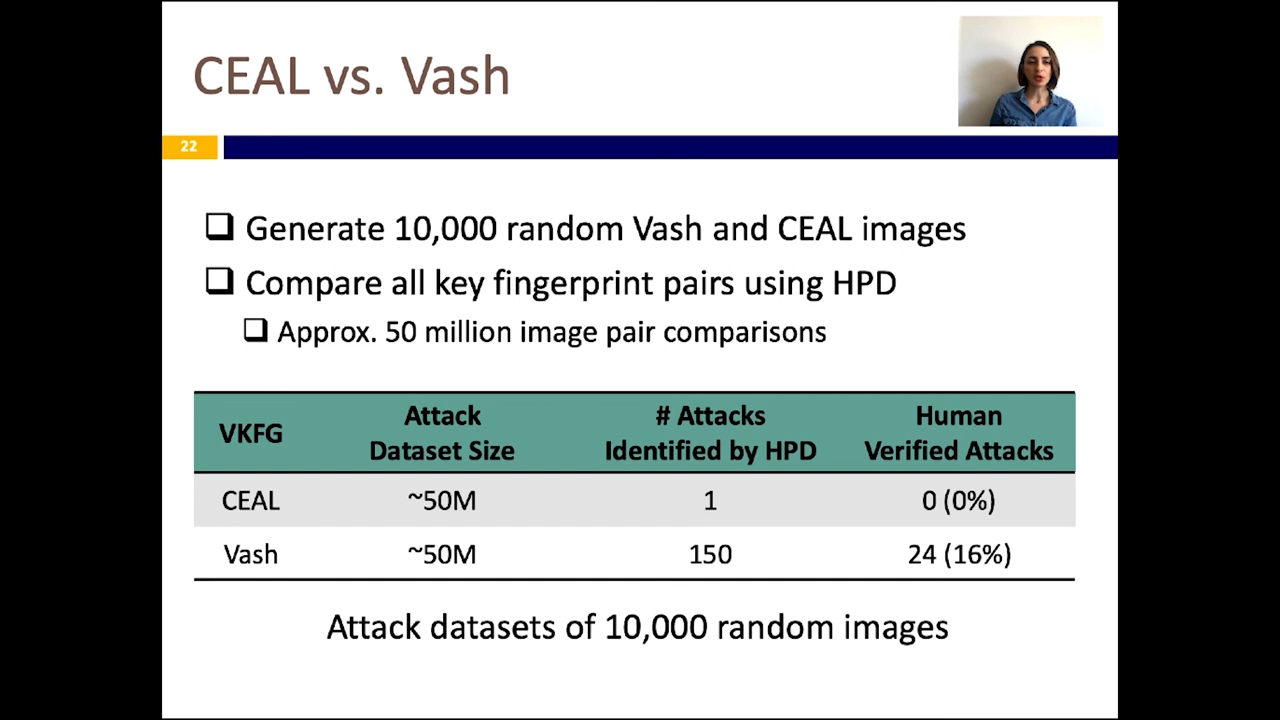 CEAL vs. Vash
22
Generate 10,000 random Vash and CEAL images
Compare all key fingerprint pairs using HPD
Approx. 50 million image pair comparisons
VKFG
Attack
Dataset Size
# Attacks
Identified by HPD
Human
Verified Attacks
CEAL ~50M 1 0 (0%)
Vash ~50M 150 24 (16%)
Attack datasets of 10,000 random images